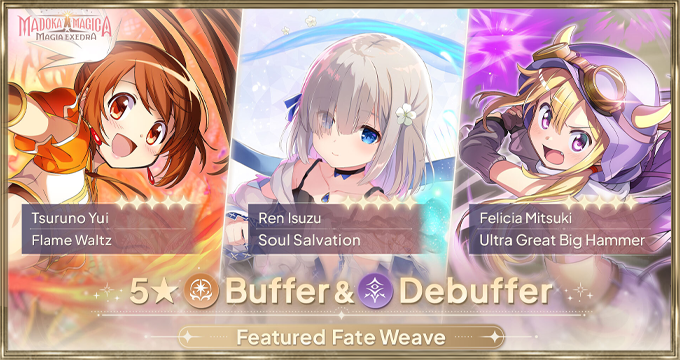 MADOKA MAGICA
MAGIA EXEDRA
Tsuruno Yui
Flame Waltz
Ren Isuzu
Soul Salvation
Felicia Mitsuki
Ultra Great Big Hammer
5★ Buffer & Debuffer
Featured Fate Weave